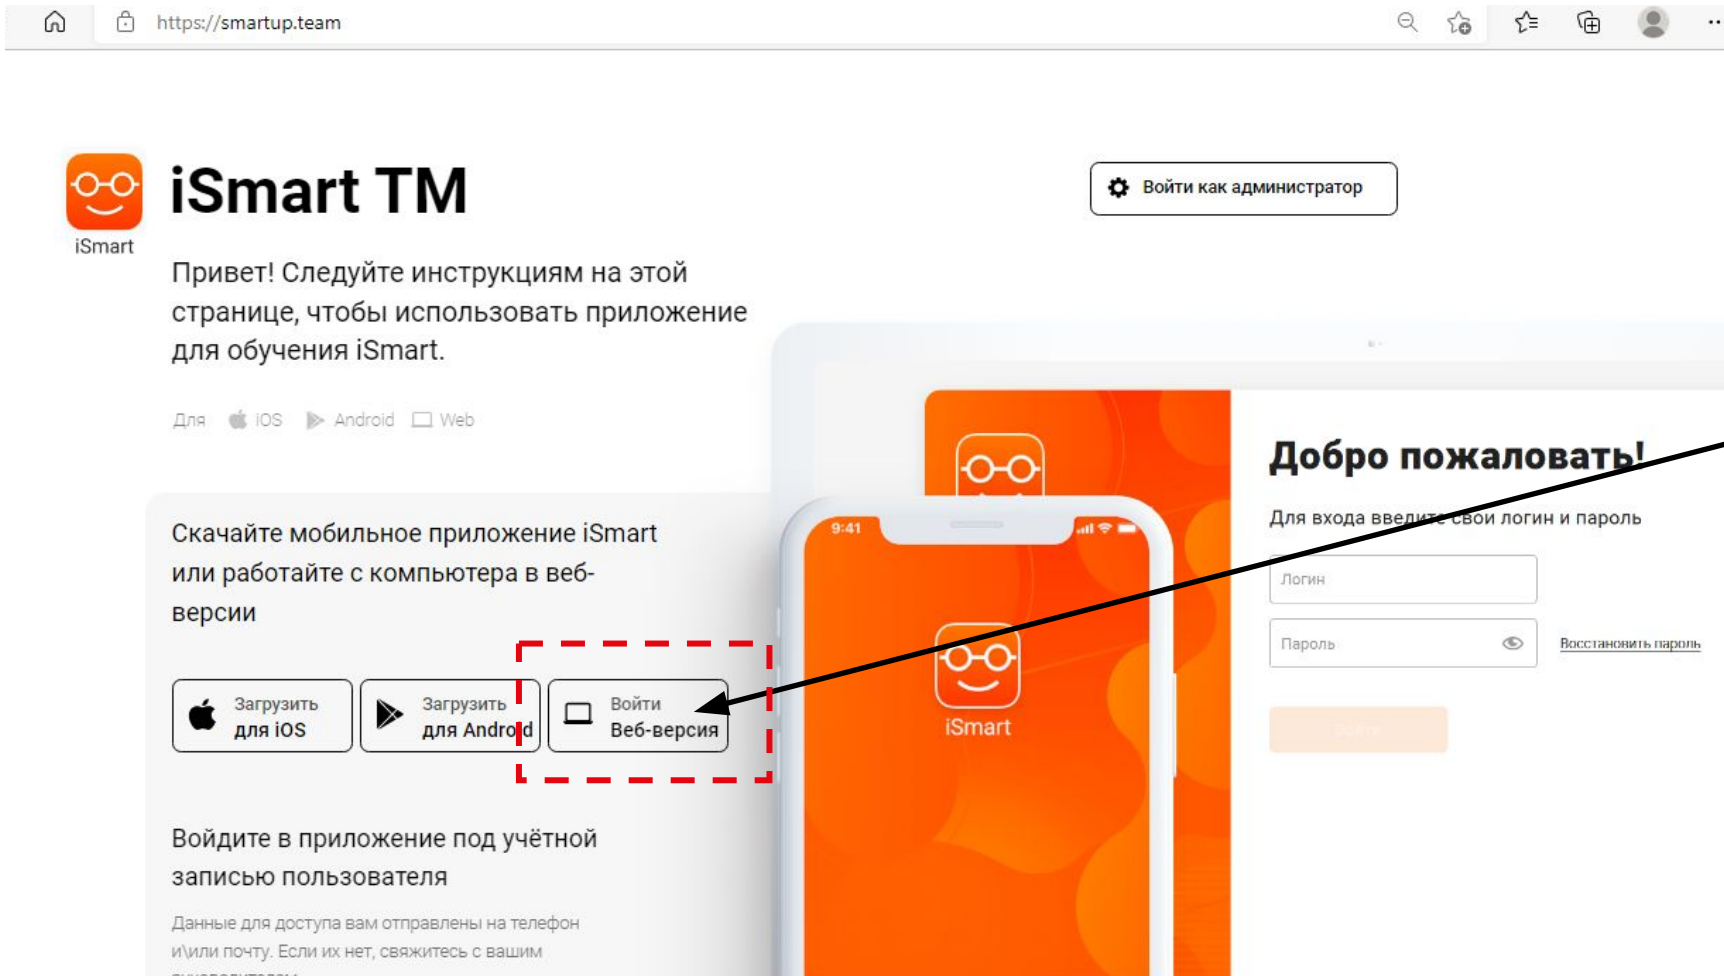 https://smartup.team
iSmart TM
iSmart
Войти как администратор
Привет! Следуйте инструкциям на этой
странице, чтобы использовать приложение
для обучения iSmart.
Для iOS Android Web
Скачайте мобильное приложение iSmart
или работайте с компьютера в веб-
версии
Загрузить
для iOS
Загрузить
для Android
Войти
Веб-версия
Войдите в приложение под учётной
записью пользователя
Данные для доступа вам отправлены на телефон
и\или почту. Если их нет, свяжитесь с вашим
9:41
iSmart
Добро пожаловать!
Для входа введите свои логин и пароль
Логин
Пароль
Восстановить пароль